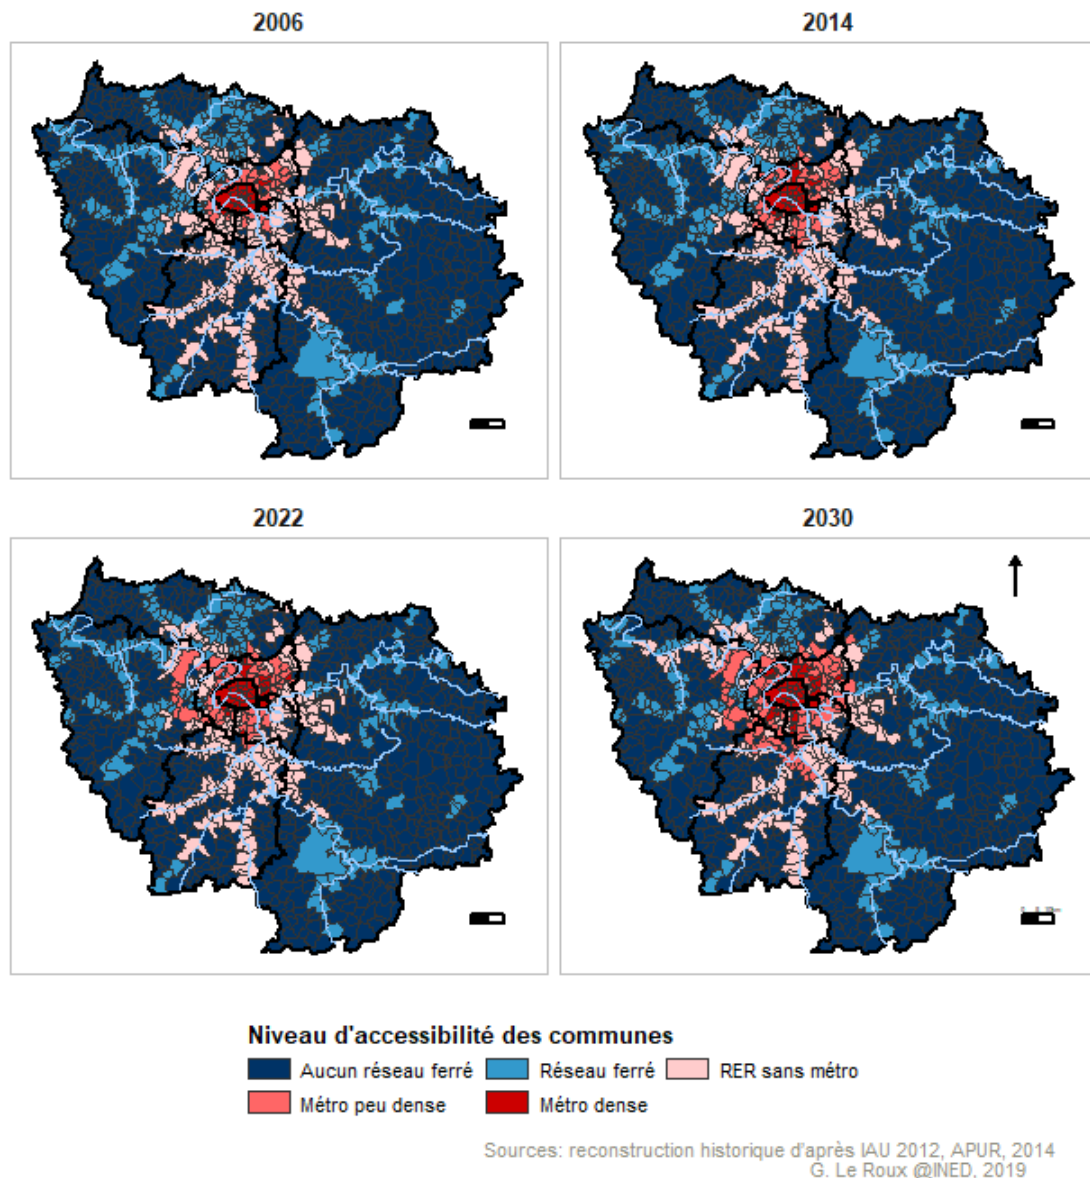 2006
2014
2022
2030
Niveau d'accessibilité des communes
Aucun réseau ferré
Réseau ferré
RER sans métro
Métro peu dense
Métro dense
Sources: reconstruction historique d'après IAU 2012, APUR, 2014
G. Le Roux @INED, 2019